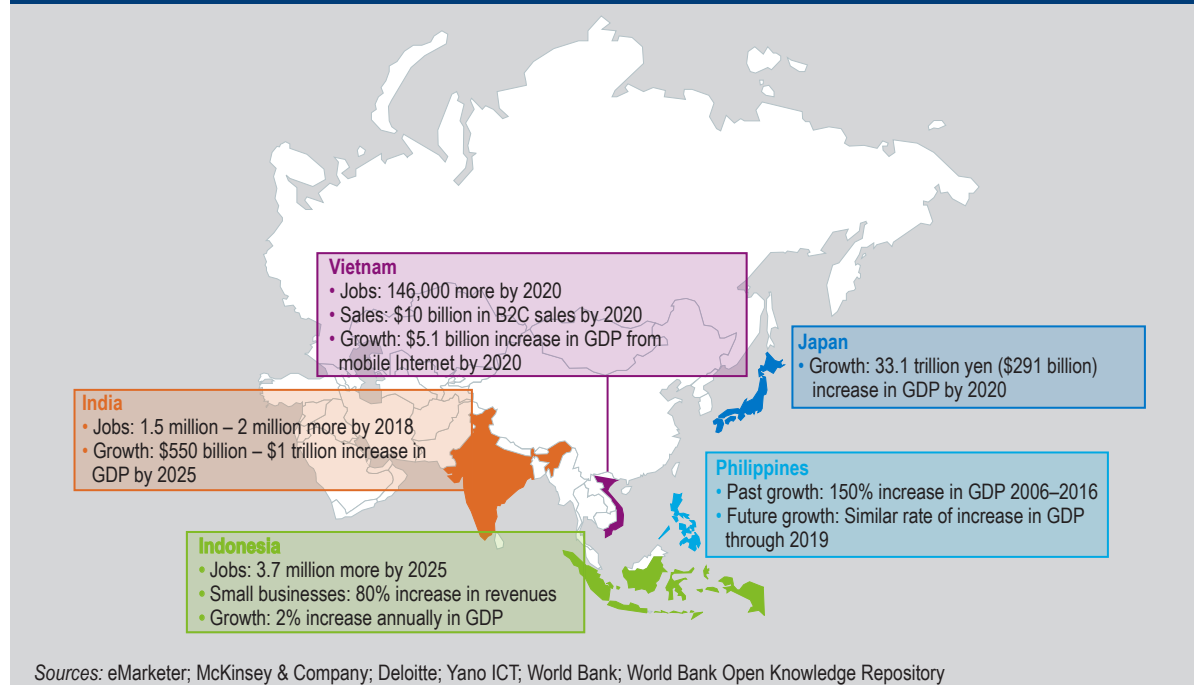 Vietnam
• Jobs: 146,000 more by 2020
• Sales: $10 billion in B2C sales by 2020
• Growth: $5.1 billion increase in GDP from
mobile Internet by 2020
Japan
• Growth: 33.1 trillion yen ($291 billion)
increase in GDP by 2020
India
• Jobs: 1.5 million – 2 million more by 2018
• Growth: $550 billion – $1 trillion increase in
GDP by 2025
Philippines
• Past growth: 150% increase in GDP 2006–2016
• Future growth: Similar rate of increase in GDP
through 2019
Indonesia
• Jobs: 3.7 million more by 2025
• Small businesses: 80% increase in revenues
• Growth: 2% increase annually in GDP
Sources: eMarketer; McKinsey & Company; Deloitte; Yano ICT; World Bank; World Bank Open Knowledge Repository